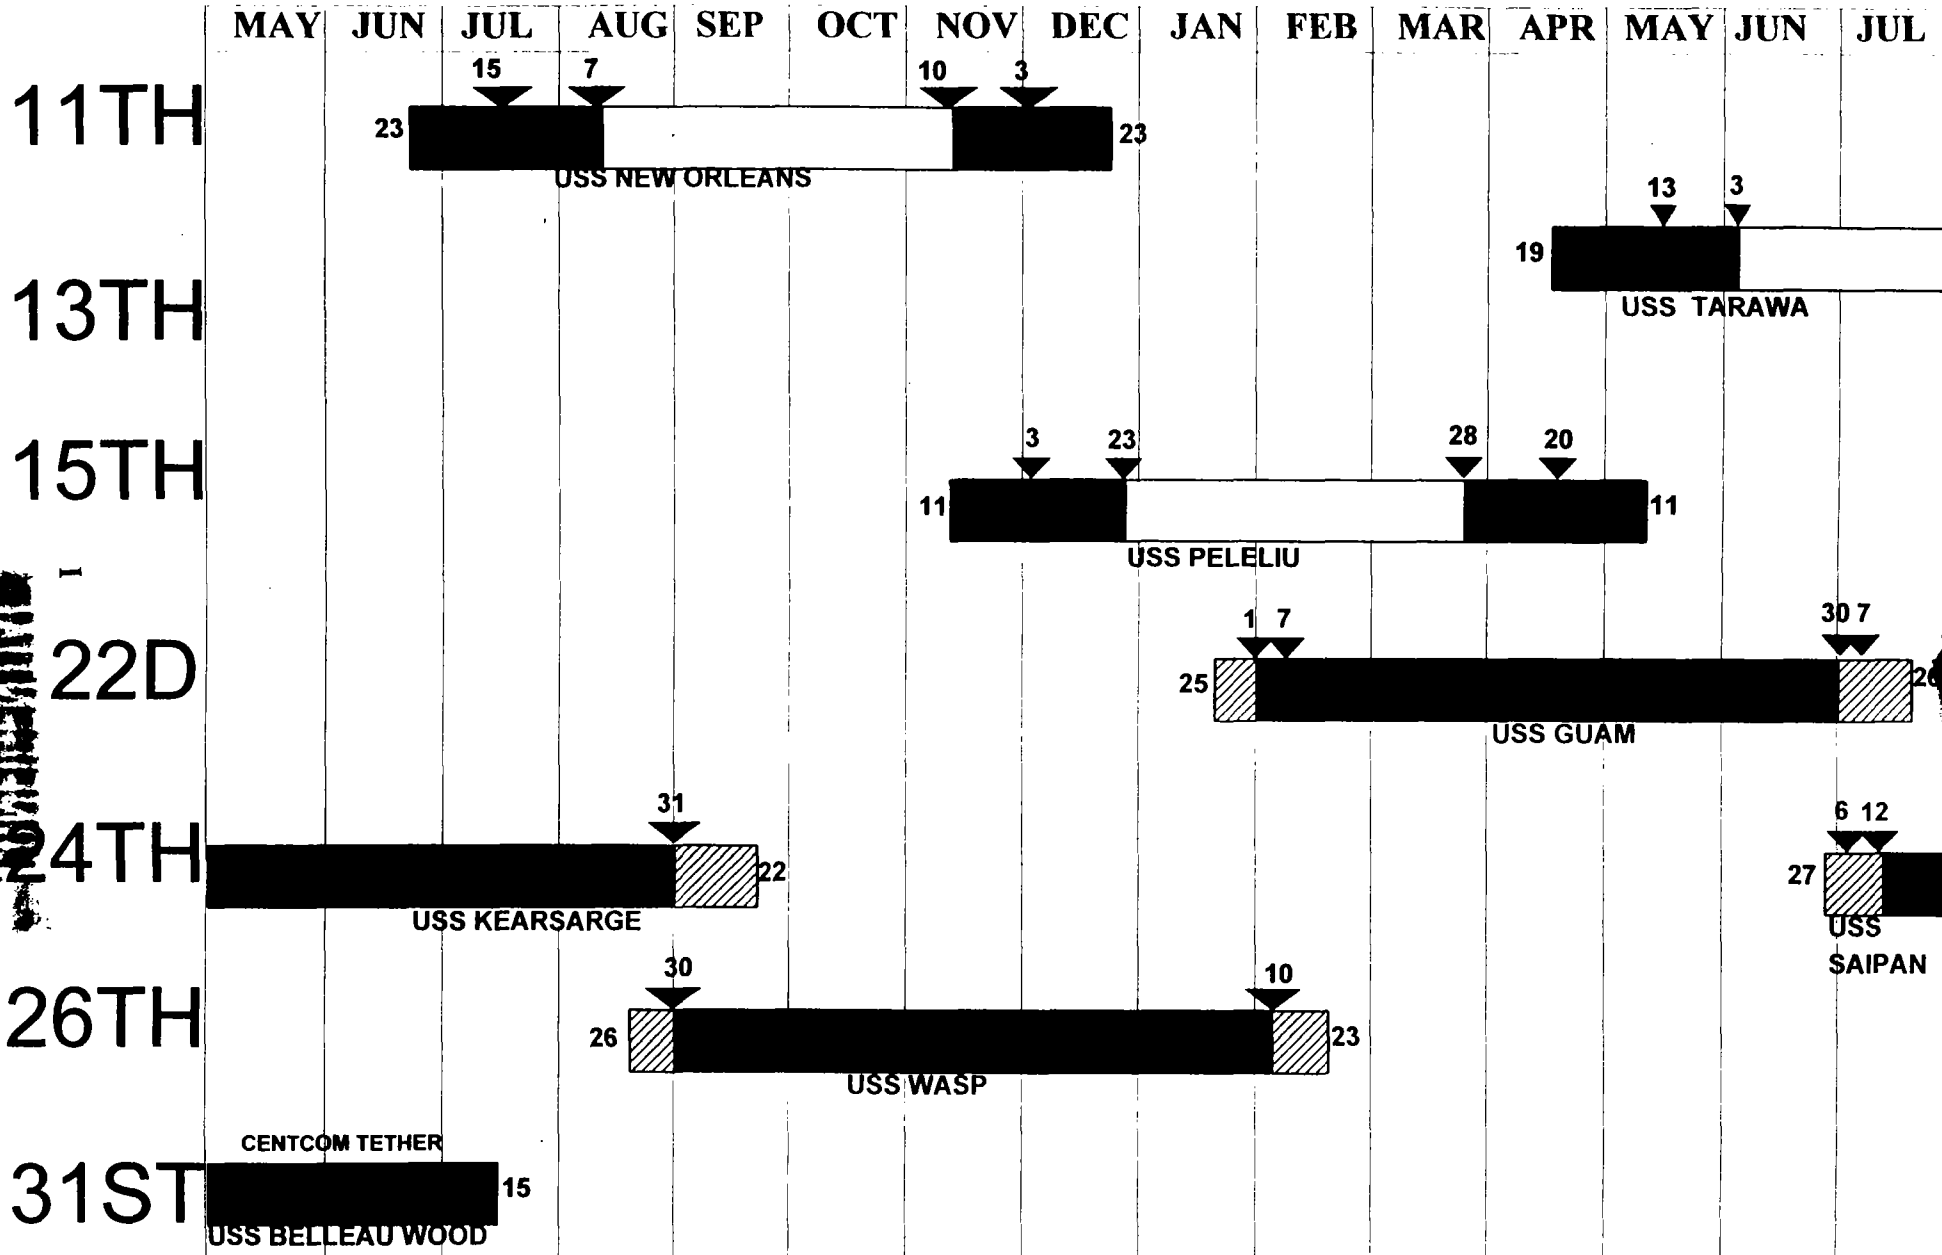 MAY JUN JUL AUG SEP OCT NOV DEC JAN FEB MAR APR MAY JUN JUL
15 7 10 3
11TH 23 23
USS NEW ORLEANS
13 3
19
13TH USS TARAWA
3 23 28 20
15TH 11 11
USS PELELIU
1 7 30 7
22D 25 26
USS GUAM
31 6 12
24TH 22 27
USS KEARSARGE USS
SAIPAN
30 10
26TH 26 23
USS WASP
CENTCOM TETHER
31ST 15
USS BELLEAU WOOD